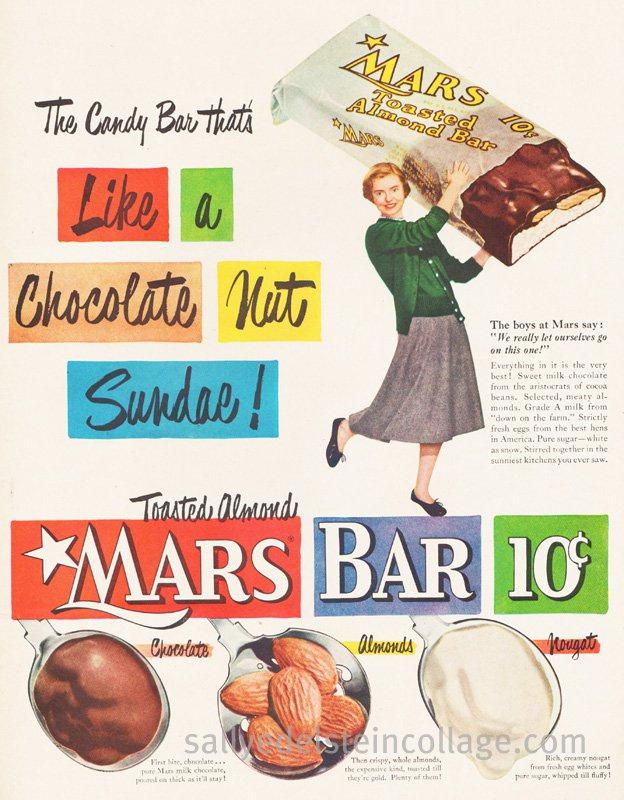 The Candy Bar that's
Like a
Chocolate Nut
Sundae!
MARS
Toasted
Almond Bar
10¢
MARS
The boys at Mars say:
"We really let ourselves go
on this one!"
Everything in it is the very
best! Sweet milk chocolate
from the aristocrats of cocoa
beans. Selected, meaty al-
monds. Grade A milk from
"down on the farm." Strictly
fresh eggs from the best hens
in America. Pure sugar—white
as snow. Stirred together in the
sunniest kitchens you ever saw.
Toasted Almond
MARS® BAR 10¢
Chocolate
Almonds
Nougat
First bite, chocolate...
pure Mars milk chocolate,
poured on thick as it'll stay!
Then crispy, whole almonds,
the expensive kind, toasted till
they're gold. Plenty of them!
Rich, creamy nougat
from fresh egg whites and
pure sugar, whipped till fluffy!
sallyedelsteincollage.com